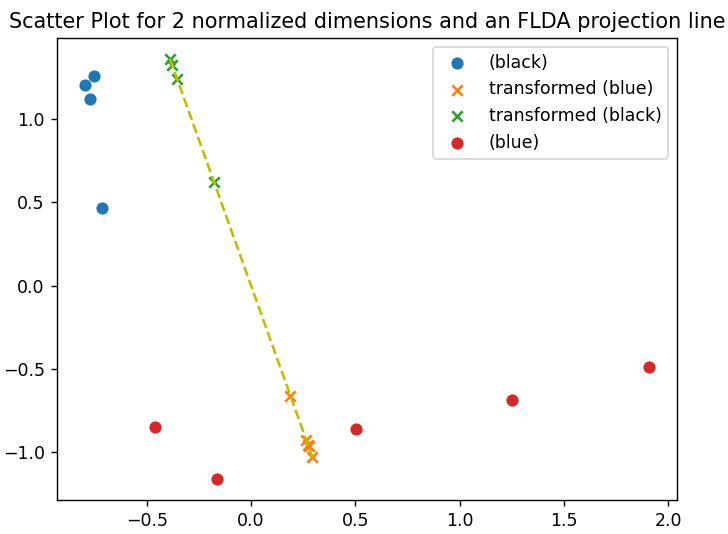 Scatter Plot for 2 normalized dimensions and an FLDA projection line
(black)
transformed (blue)
transformed (black)
(blue)
1.0
0.5
0.0
−0.5
−1.0
−0.5 0.0 0.5 1.0 1.5 2.0